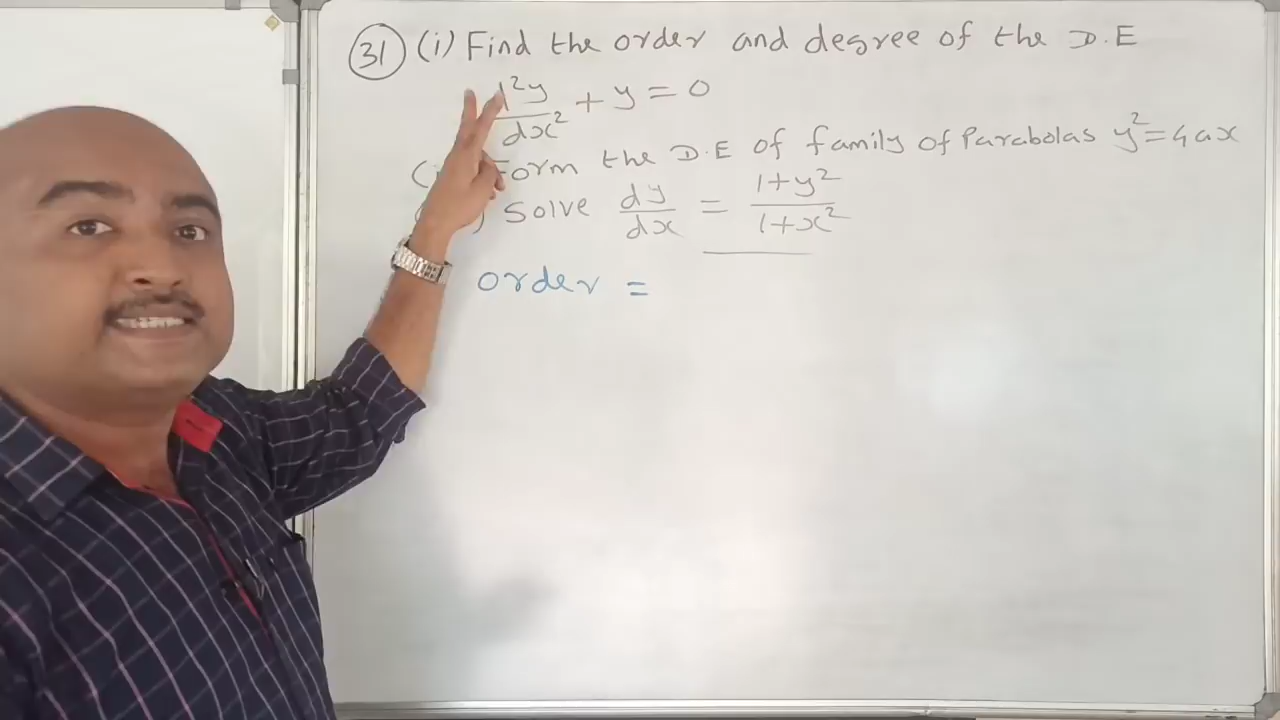 31 (i) Find the order and degree of the D.E
d²y/dx² + y = 0
Form the D.E of family of Parabolas y² = 4ax
Solve dy/dx = 1+y²/1+x²
order =